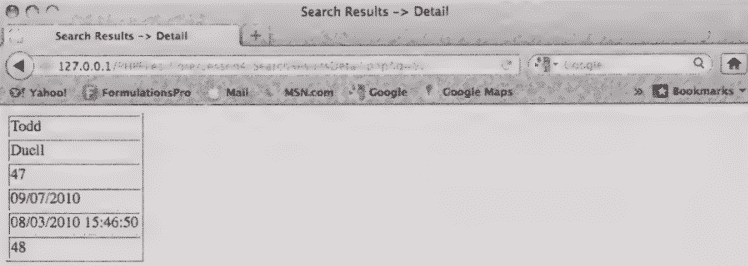 Search Results -> Detail
Search Results -> Detail
127.0.0.1/
Google
Yahoo! FormulationsPro Mail MSN.com Google Google Maps » Bookmarks
Todd
Duell
47
09/07/2010
08/03/2010 15:46:50
48